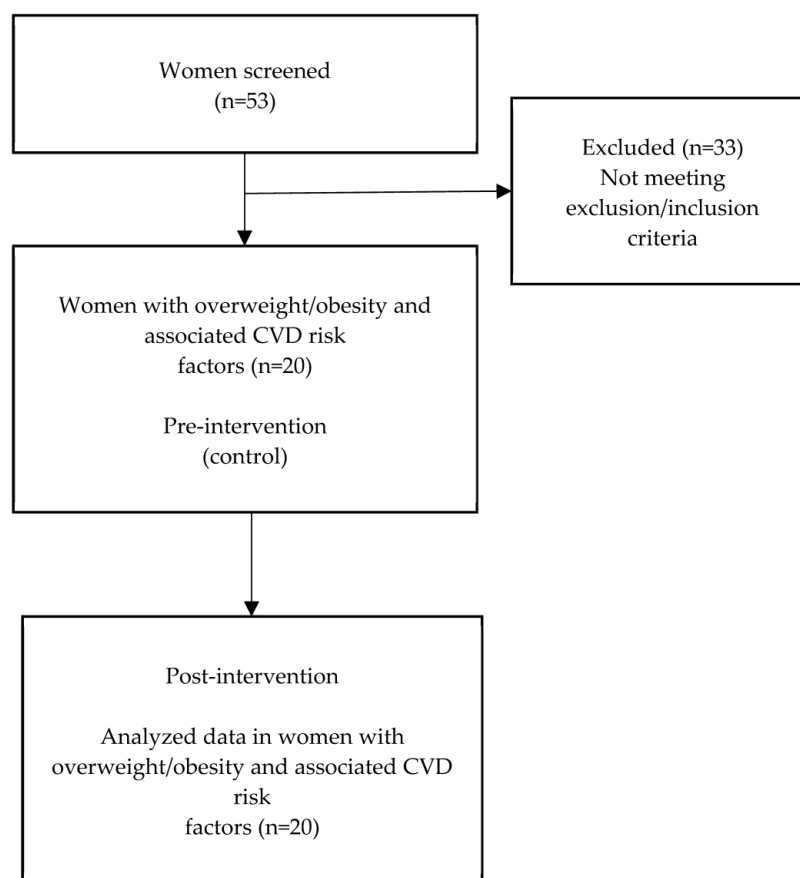 Women screened
(n=53)
Excluded (n=33)
Not meeting
exclusion/inclusion
criteria
Women with overweight/obesity and
associated CVD risk
factors (n=20)
Pre-intervention
(control)
Post-intervention
Analyzed data in women with
overweight/obesity and associated CVD
risk
factors (n=20)